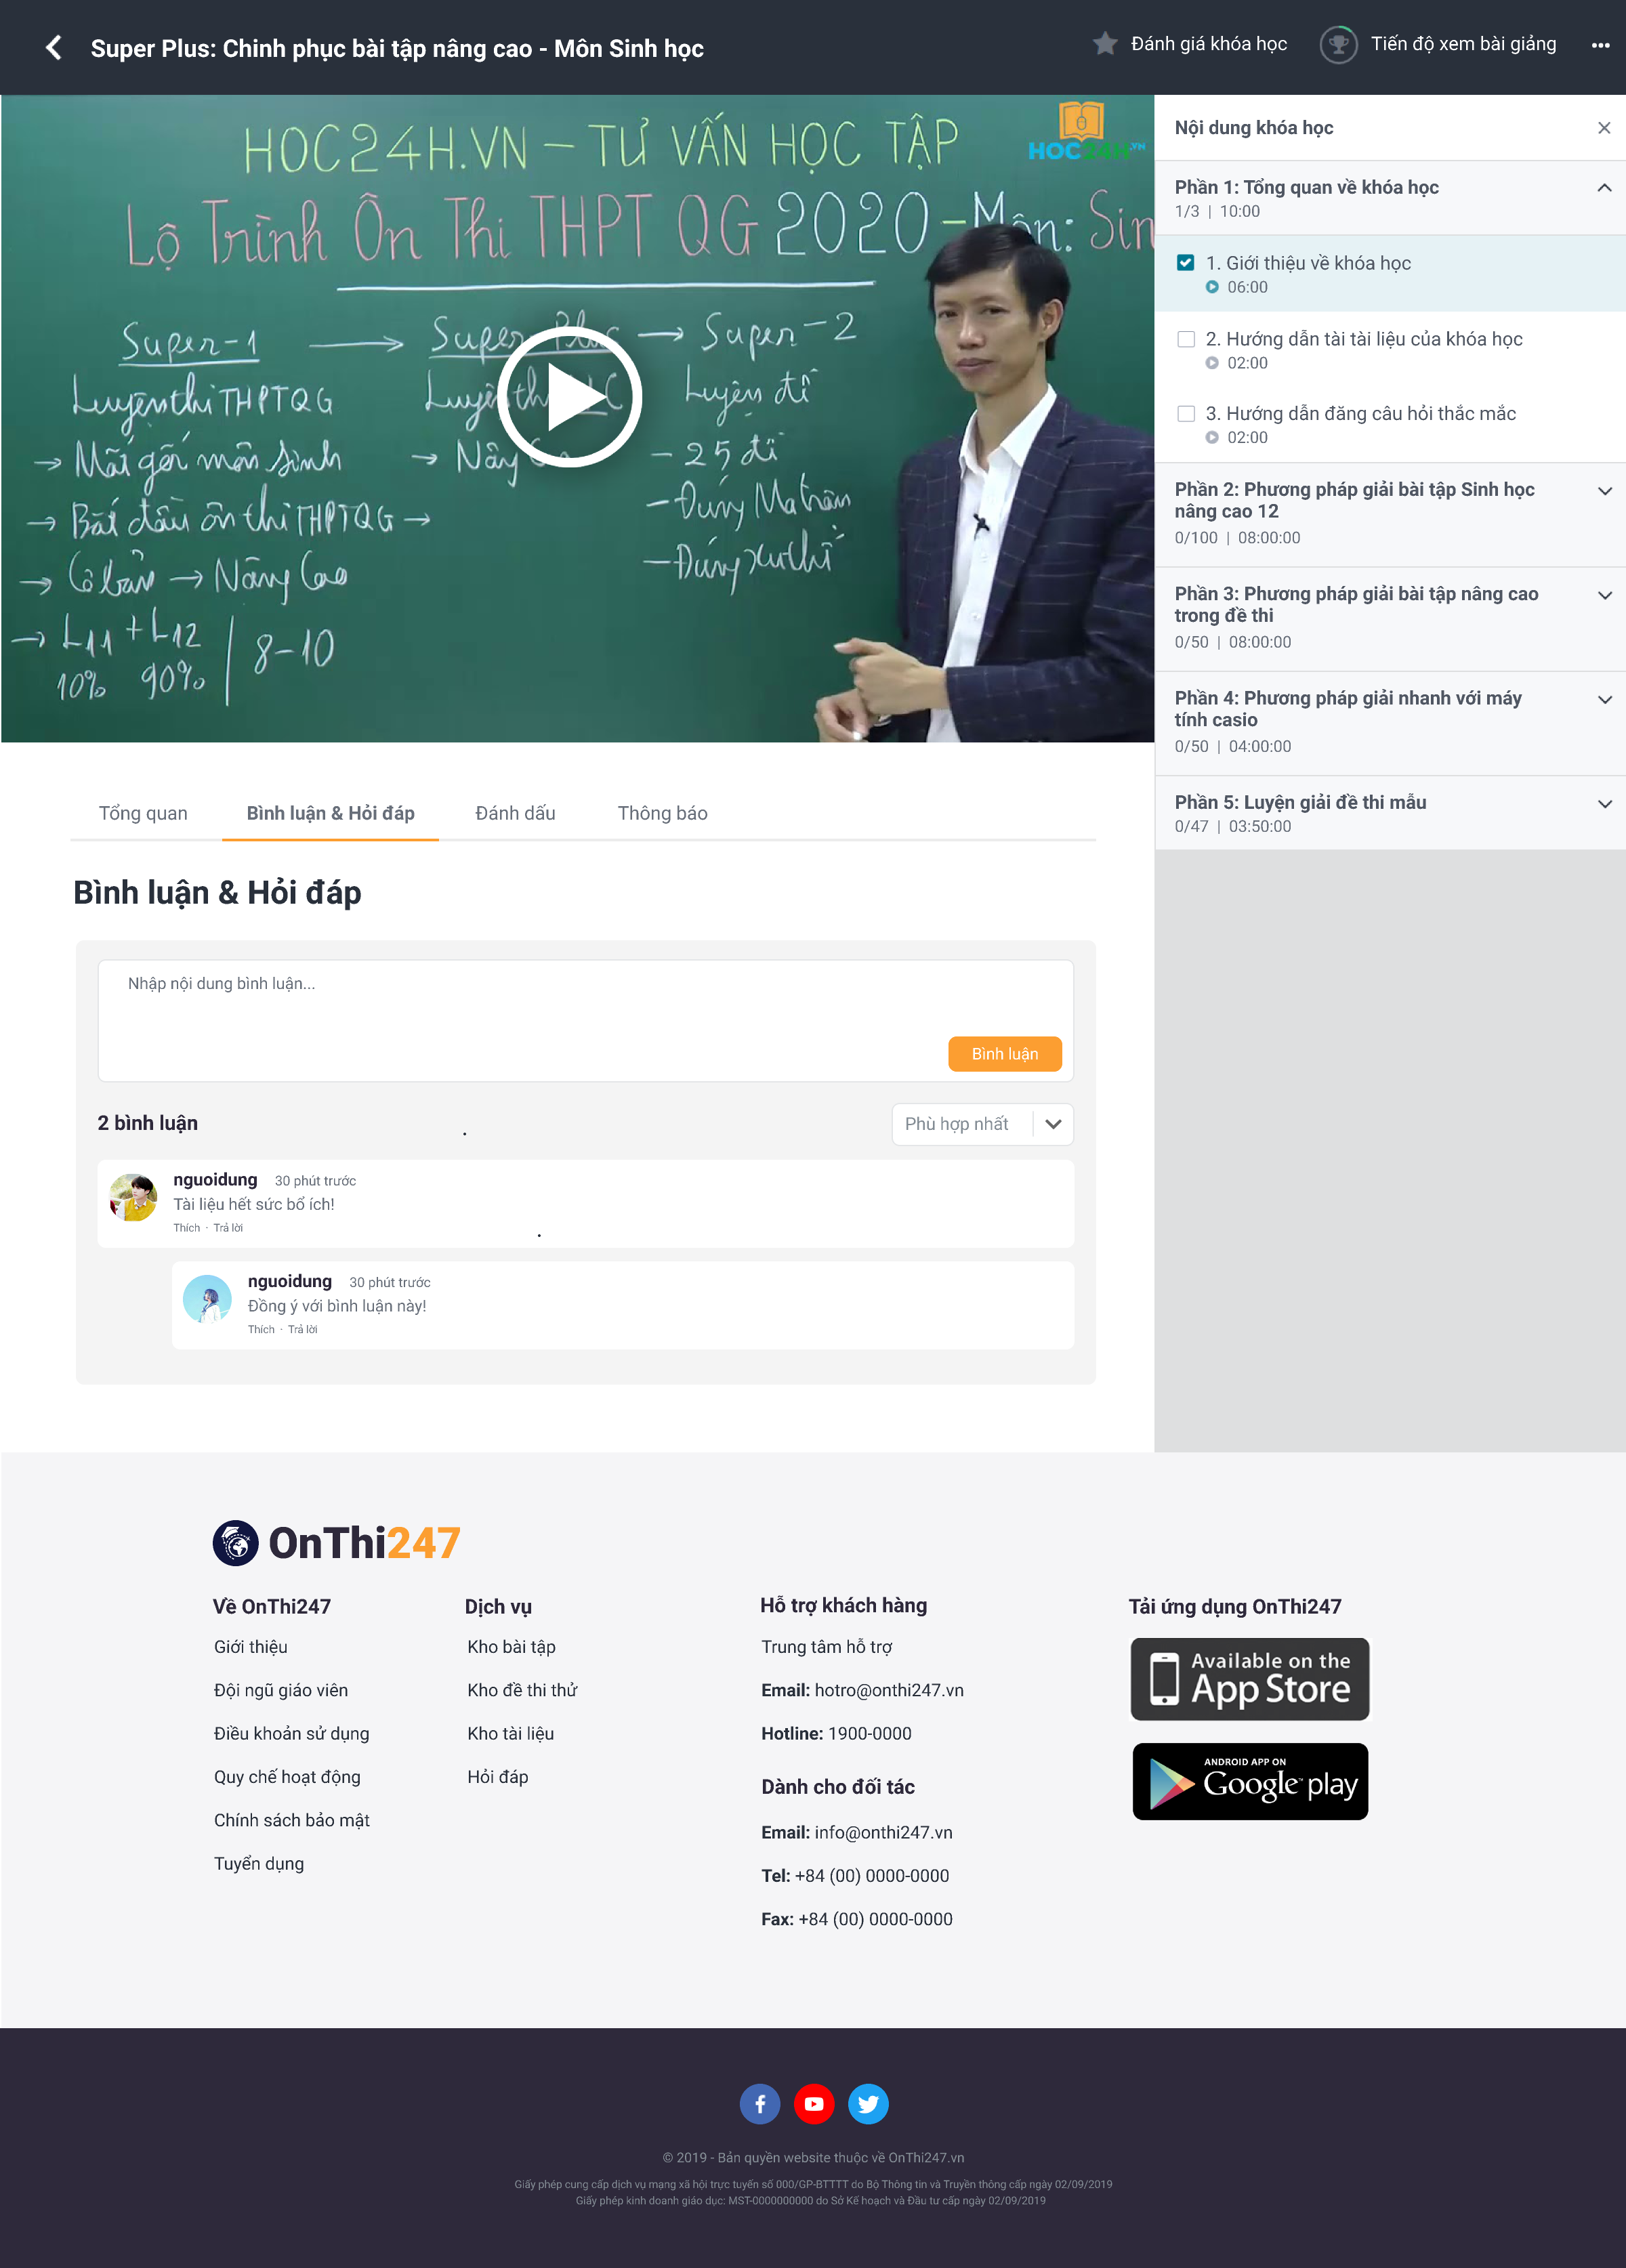 Super Plus: Chinh phục bài tập nâng cao - Môn Sinh học
Đánh giá khóa học
Tiến độ xem bài giảng
HOC24H.VN – TƯ VẤN HỌC TẬP
HOC24H.VN
Lộ Trình Ôn Thi THPT QG 2020 – Môn: Sin
Super-1 → Super Plus → Super-2
Luyện thi THPTQG
Luyện đề
→ Mất gốc môn Sinh
→ Nâng
- 25 đề
→ Bắt đầu ôn thi THPTQG →
- Đúng Ma trận
→ Cơ bản → Nâng Cao
- Đúng xu thế
→ L11 + L12 | 8-10
10% 90%
Nội dung khóa học
Phần 1: Tổng quan về khóa học
1/3 | 10:00
1. Giới thiệu về khóa học
06:00
2. Hướng dẫn tài tài liệu của khóa học
02:00
3. Hướng dẫn đăng câu hỏi thắc mắc
02:00
Phần 2: Phương pháp giải bài tập Sinh học
nâng cao 12
0/100 | 08:00:00
Phần 3: Phương pháp giải bài tập nâng cao
trong đề thi
0/50 | 08:00:00
Phần 4: Phương pháp giải nhanh với máy
tính casio
0/50 | 04:00:00
Phần 5: Luyện giải đề thi mẫu
0/47 | 03:50:00
Tổng quan
Bình luận & Hỏi đáp
Đánh dấu
Thông báo
Bình luận & Hỏi đáp
Nhập nội dung bình luận...
Bình luận
2 bình luận
Phù hợp nhất
nguoidung 30 phút trước
Tài liệu hết sức bổ ích!
Thích · Trả lời
nguoidung 30 phút trước
Đồng ý với bình luận này!
Thích · Trả lời
OnThi247
Về OnThi247
Giới thiệu
Đội ngũ giáo viên
Điều khoản sử dụng
Quy chế hoạt động
Chính sách bảo mật
Tuyển dụng
Dịch vụ
Kho bài tập
Kho đề thi thử
Kho tài liệu
Hỏi đáp
Hỗ trợ khách hàng
Trung tâm hỗ trợ
Email: hotro@onthi247.vn
Hotline: 1900-0000
Dành cho đối tác
Email: info@onthi247.vn
Tel: +84 (00) 0000-0000
Fax: +84 (00) 0000-0000
Tải ứng dụng OnThi247
Available on the
App Store
ANDROID APP ON
Google play
© 2019 - Bản quyền website thuộc về OnThi247.vn
Giấy phép cung cấp dịch vụ mạng xã hội trực tuyến số 000/GP-BTTTT do Bộ Thông tin và Truyền thông cấp ngày 02/09/2019
Giấy phép kinh doanh giáo dục: MST-0000000000 do Sở Kế hoạch và Đầu tư cấp ngày 02/09/2019